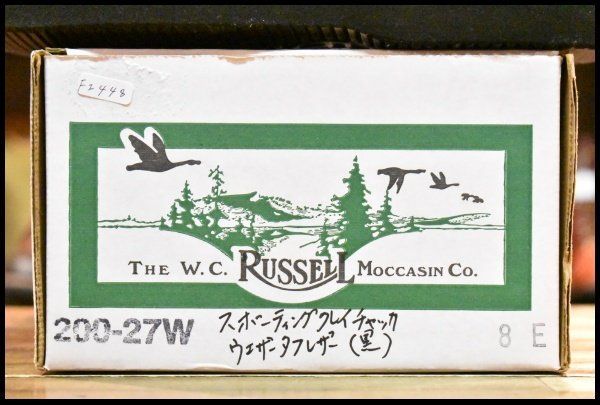 F2448
THE W.C. RUSSELL MOCCASIN CO.
200-27W
スポーティングクレイチャッカ
ウェザータフレザー(黒)
8 E